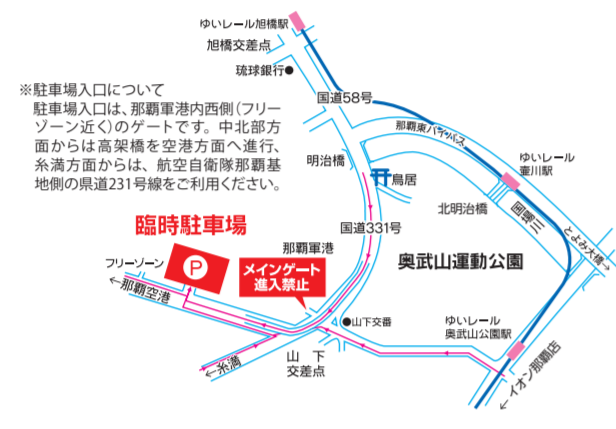 ゆいレール旭橋駅
旭橋交差点
琉球銀行
※駐車場入口について
駐車場入口は、那覇軍港内西側(フリー
ゾーン近く)のゲートです。中北部方
面からは高架橋を空港方面へ進行、
糸満方面からは、航空自衛隊那覇基
地側の県道231号線をご利用ください。
国道58号
那覇東バイパス
ゆいレール
壷川駅
明治橋
鳥居
北明治橋
国場川
とよみ大橋→
臨時駐車場
国道331号
那覇軍港
奥武山運動公園
フリーゾーン
P
メインゲート
進入禁止
←那覇空港
山下交番
ゆいレール
奥武山公園駅
山下
交差点
←糸満
←イオン那覇店